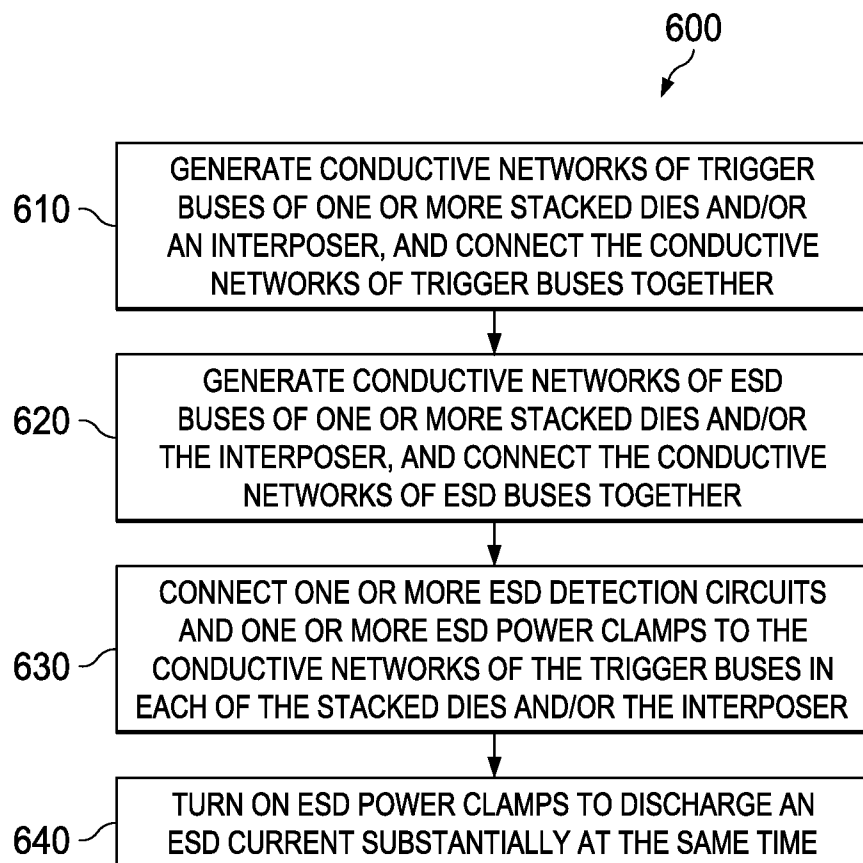 600
610
GENERATE CONDUCTIVE NETWORKS OF TRIGGER
BUSES OF ONE OR MORE STACKED DIES AND/OR
AN INTERPOSER, AND CONNECT THE CONDUCTIVE
NETWORKS OF TRIGGER BUSES TOGETHER
620
GENERATE CONDUCTIVE NETWORKS OF ESD
BUSES OF ONE OR MORE STACKED DIES AND/OR
THE INTERPOSER, AND CONNECT THE CONDUCTIVE
NETWORKS OF ESD BUSES TOGETHER
630
CONNECT ONE OR MORE ESD DETECTION CIRCUITS
AND ONE OR MORE ESD POWER CLAMPS TO THE
CONDUCTIVE NETWORKS OF THE TRIGGER BUSES IN
EACH OF THE STACKED DIES AND/OR THE INTERPOSER
640
TURN ON ESD POWER CLAMPS TO DISCHARGE AN
ESD CURRENT SUBSTANTIALLY AT THE SAME TIME